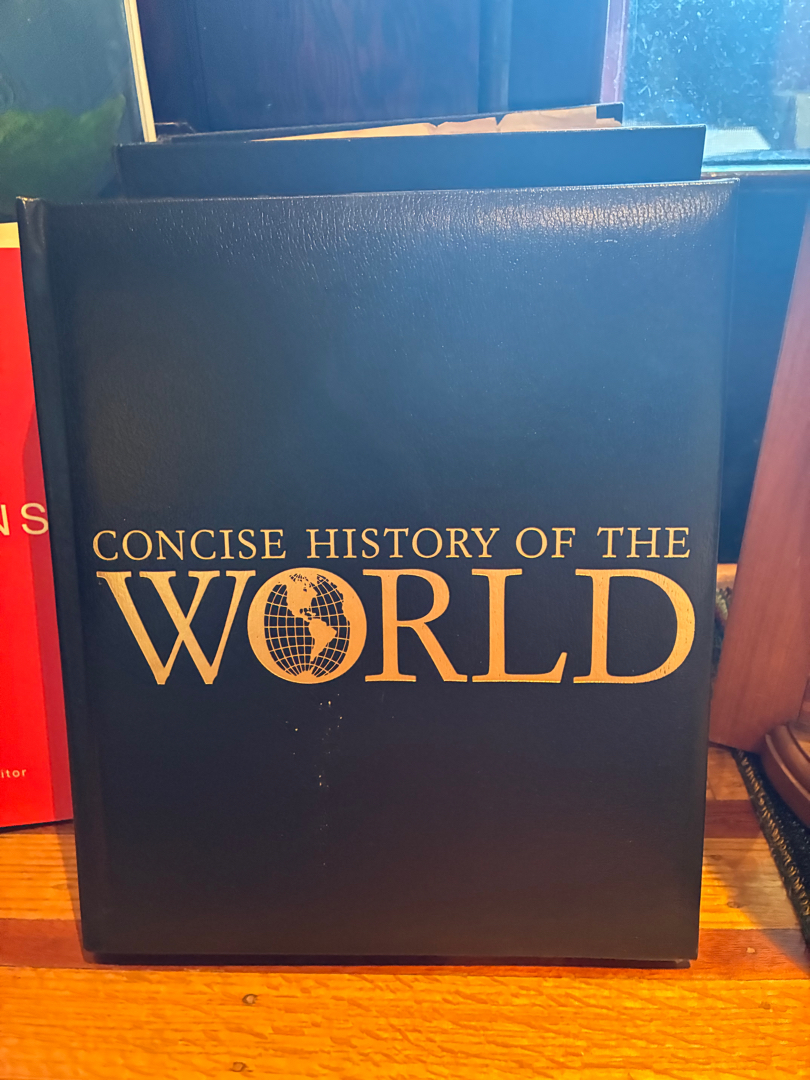 CONCISE HISTORY OF THE
WORLD
NS
itor